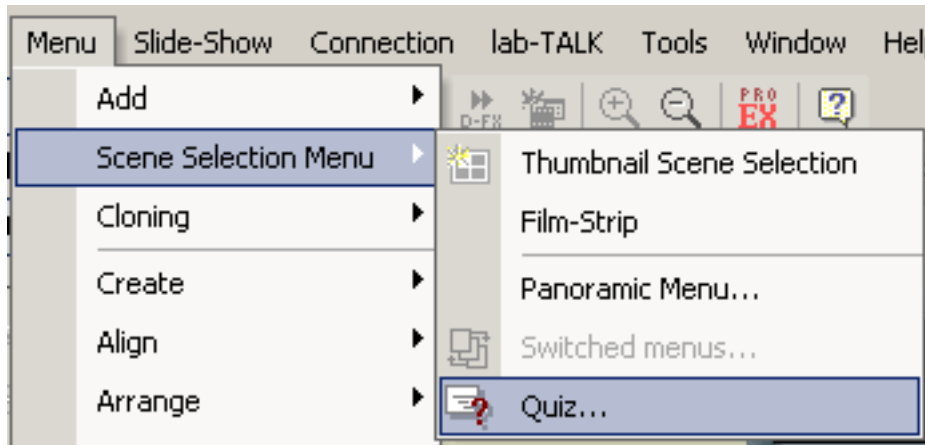 Menu Slide-Show Connection lab-TALK Tools Window Hel
Add
D-FX
PRO
EX
Scene Selection Menu
Thumbnail Scene Selection
Cloning
Film-Strip
Create
Panoramic Menu...
Align
Switched menus...
Arrange
Quiz...